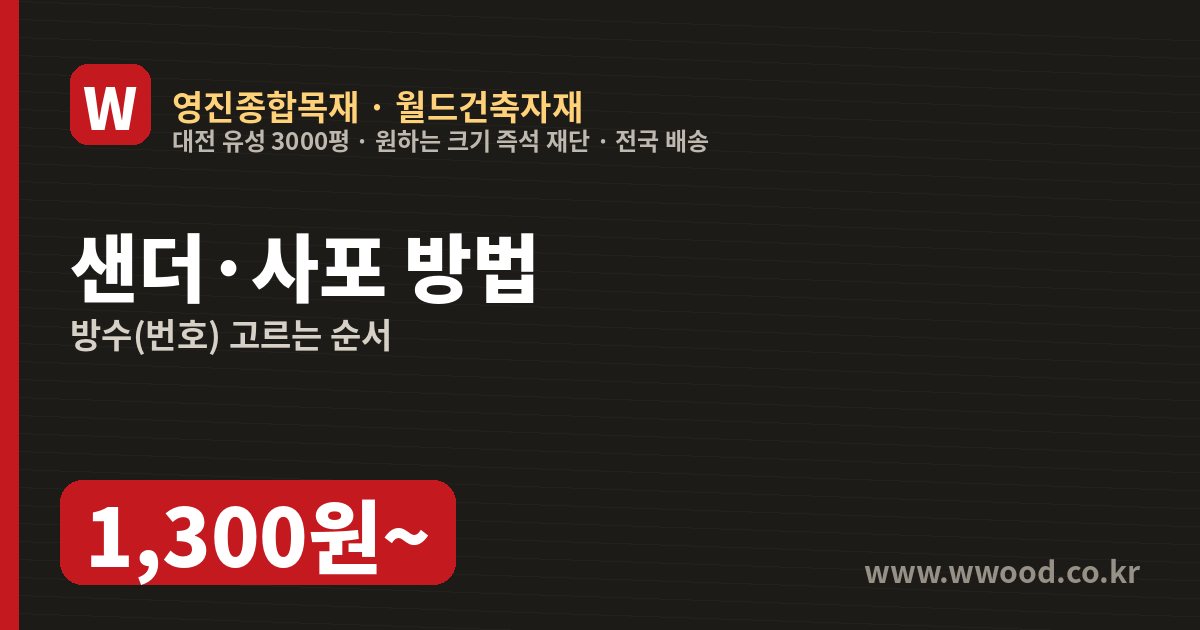 W
영진종합목재 · 월드건축자재
대전 유성 3000평 · 원하는 크기 즉석 재단 · 전국 배송
샌더·사포 방법
방수(번호) 고르는 순서
1,300원~
www.wwood.co.kr